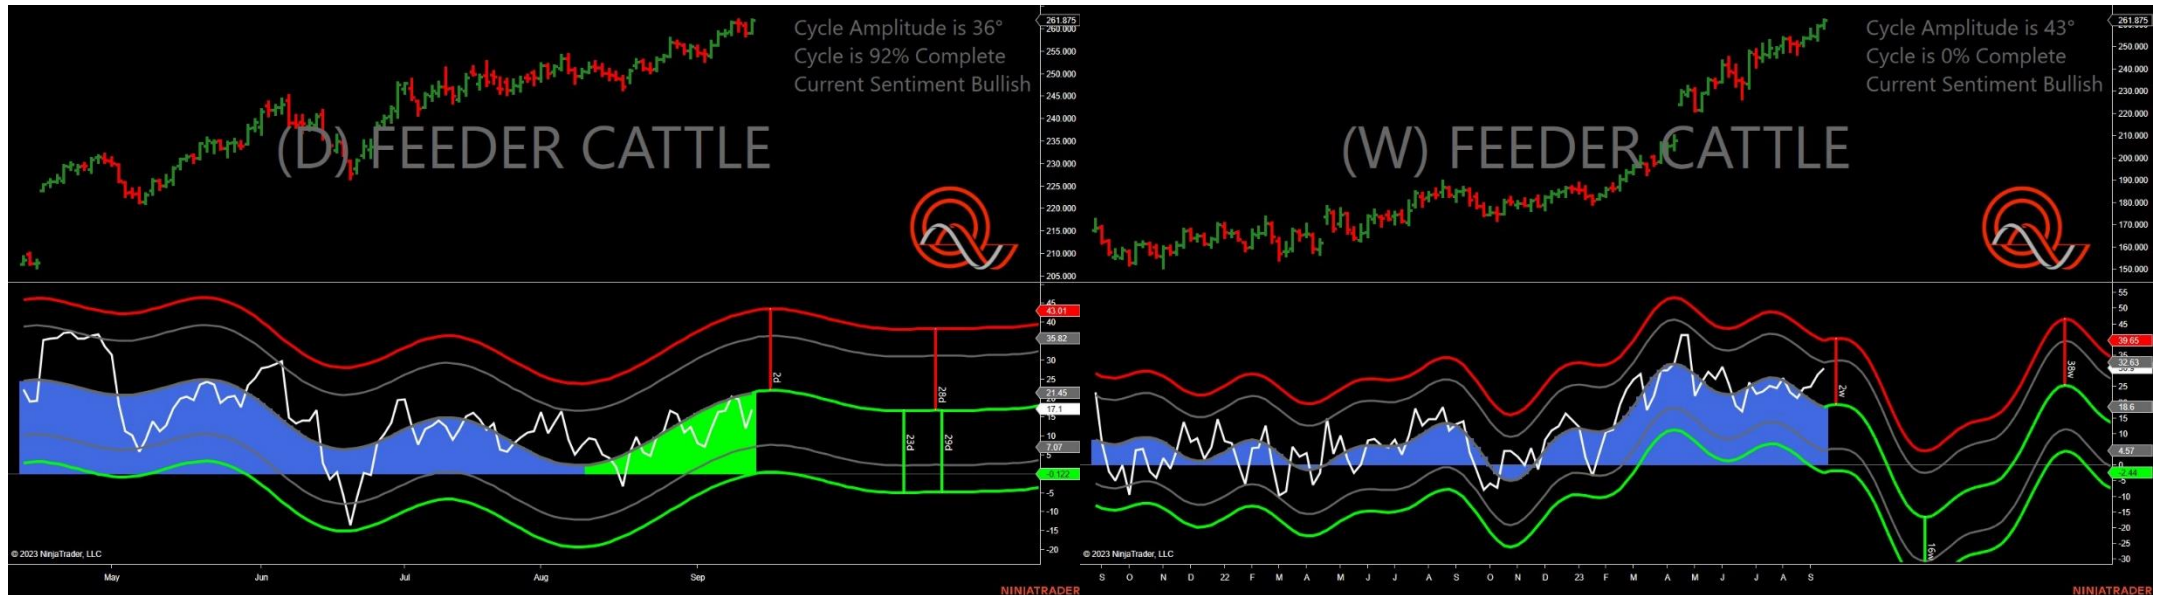 Cycle Amplitude is 36°
Cycle is 92% Complete
Current Sentiment Bullish
(D) FEEDER CATTLE
261.875
260.000
255.000
250.000
245.000
240.000
235.000
230.000
225.000
220.000
215.000
210.000
205.000
45
43.01
40
35.82
30
25
21.45
17.1
10
7.07
5
-0.122
-5
-10
-15
-20
2d
28d
23d
29d
© 2023 NinjaTrader, LLC
May Jun Jul Aug Sep
NINJATRADER
Cycle Amplitude is 43°
Cycle is 0% Complete
Current Sentiment Bullish
(W) FEEDER CATTLE
261.875
250.000
240.000
230.000
220.000
210.000
200.000
190.000
180.000
170.000
160.000
150.000
55
50
45
39.65
35
32.63
30.9
25
18.6
15
10
4.57
0
-2.44
-5
-10
-15
-20
-25
-30
2w
38w
16w
© 2023 NinjaTrader, LLC
S O N D 22 F M A M J J A S O N D 23 F M A M J J A S
NINJATRADER